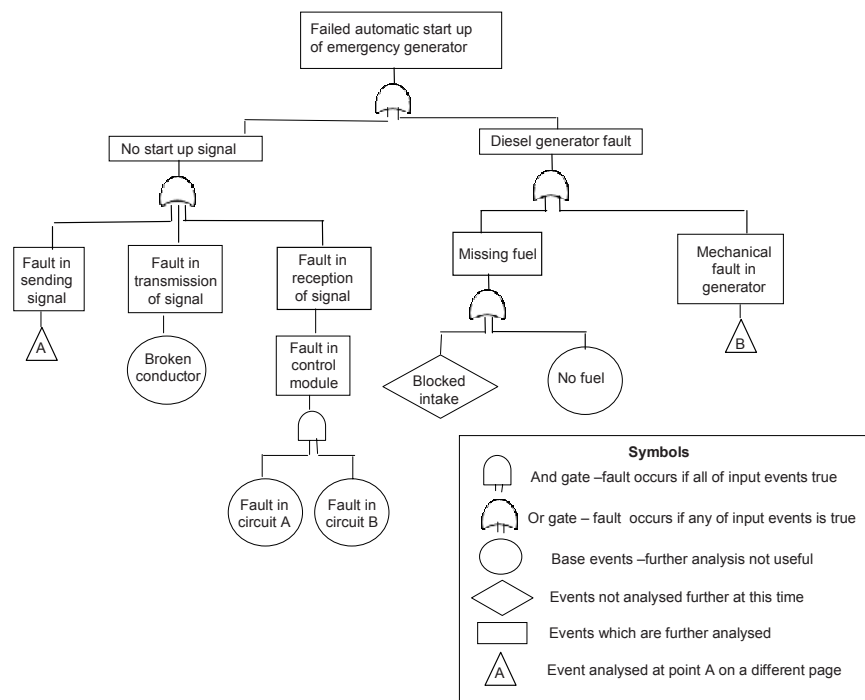 Failed automatic start up
of emergency generator
No start up signal
Diesel generator fault
Fault in
sending
signal
Fault in
transmission
of signal
Fault in
reception
of signal
Missing fuel
Mechanical
fault in
generator
A
Broken
conductor
Fault in
control
module
Blocked
intake
No fuel
B
Fault in
circuit A
Fault in
circuit B
Symbols
And gate –fault occurs if all of input events true
Or gate – fault occurs if any of input events is true
Base events –further analysis not useful
Events not analysed further at this time
Events which are further analysed
A
Event analysed at point A on a different page